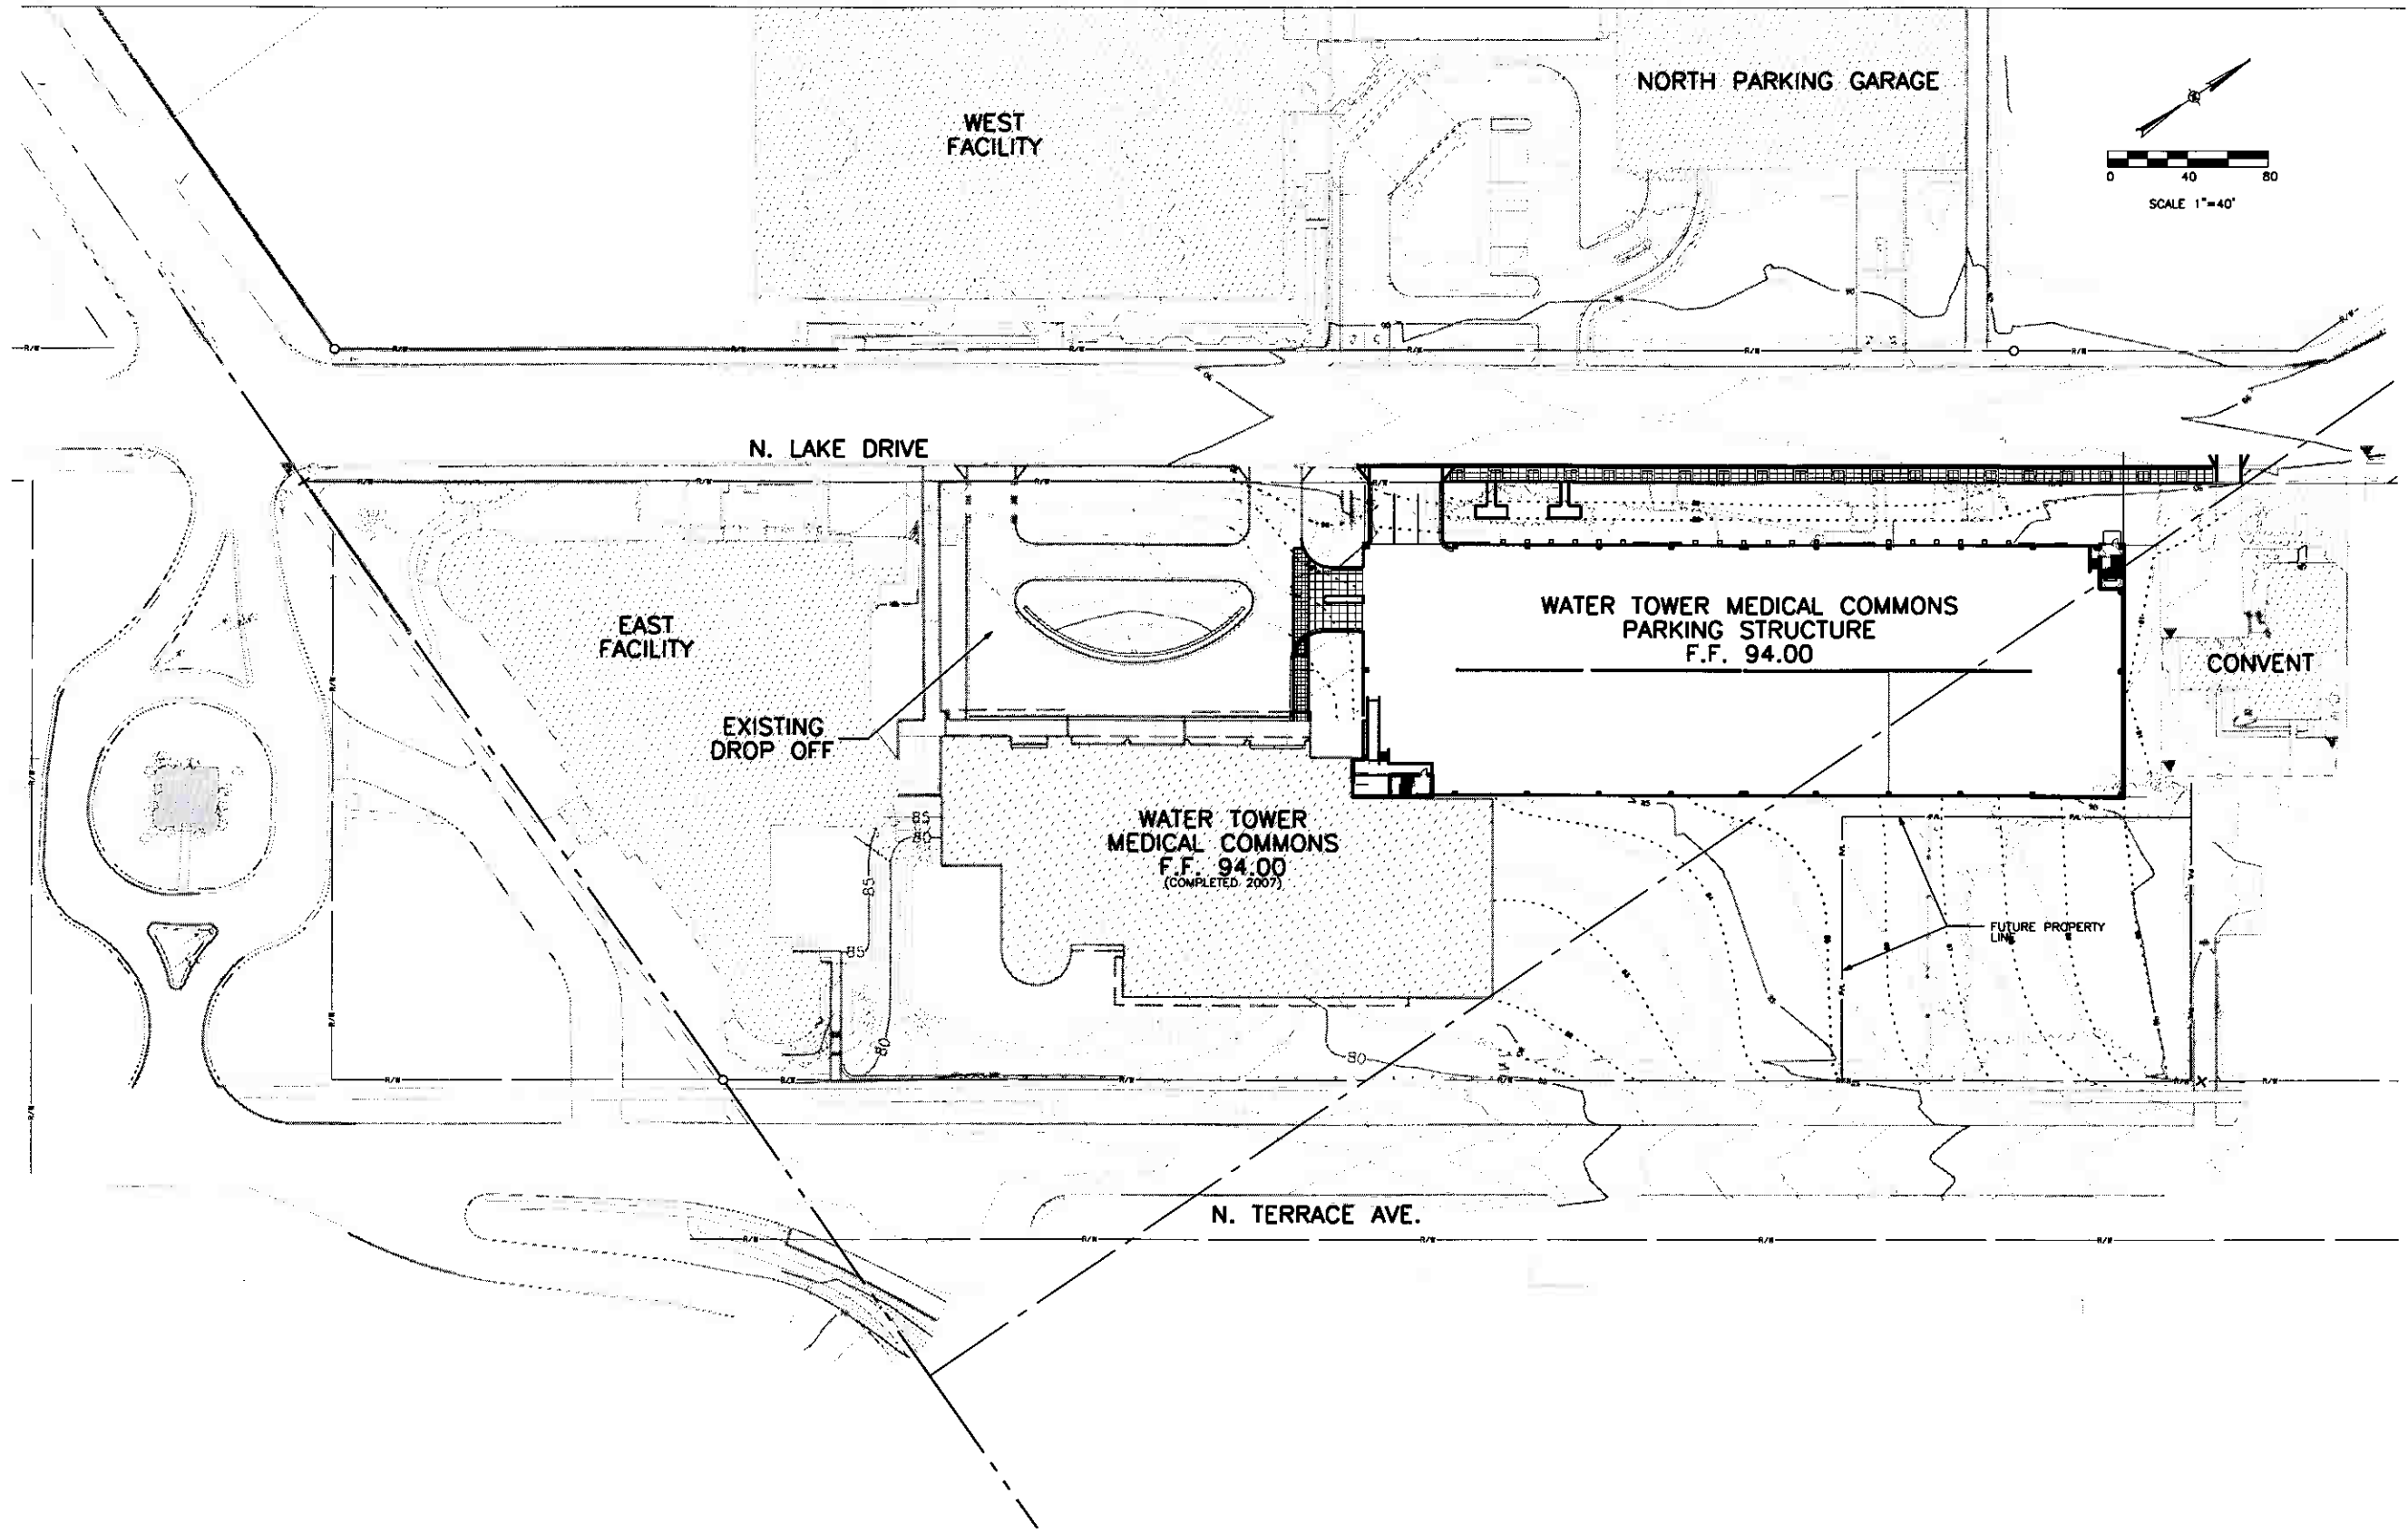 NORTH PARKING GARAGE
WEST
FACILITY
0 40 80
SCALE 1"=40'
R/W
R/W
R/W
R/W
R/W
R/W
R/W
N. LAKE DRIVE
R/W
R/W
R/W
R/W
EAST
FACILITY
WATER TOWER MEDICAL COMMONS
PARKING STRUCTURE
F.F. 94.00
CONVENT
EXISTING
DROP OFF
R/W
R/W
WATER TOWER
MEDICAL COMMONS
F.F. 94.00
(COMPLETED 2007)
85
80
85
85
80
80
85
P/L
P/L
P/L
P/L
P/L
FUTURE PROPERTY
LINE
R/W
R/W
R/W
R/W
R/W
R/W
R/W
R/W
N. TERRACE AVE.
R/W
R/W
R/W
R/W
R/W